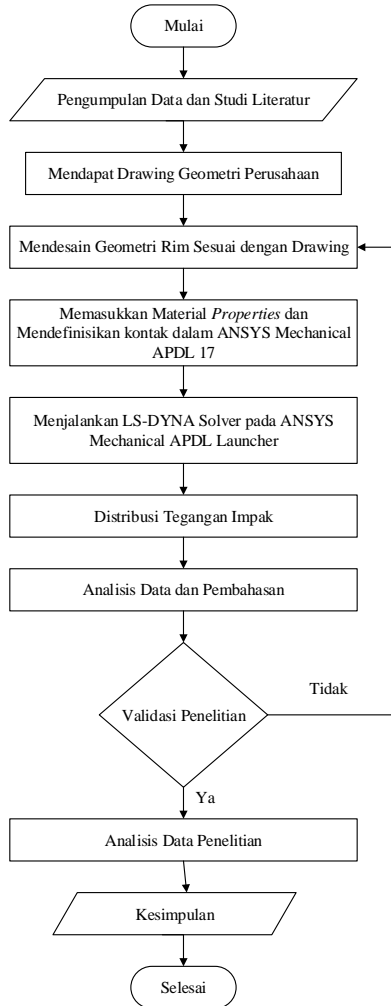 Mulai
Pengumpulan Data dan Studi Literatur
Mendapat Drawing Geometri Perusahaan
Mendesain Geometri Rim Sesuai dengan Drawing
Memasukkan Material Properties dan
Mendefinisikan kontak dalam ANSYS Mechanical
APDL 17
Menjalankan LS-DYNA Solver pada ANSYS
Mechanical APDL Launcher
Distribusi Tegangan Impak
Analisis Data dan Pembahasan
Validasi Penelitian
Tidak
Ya
Analisis Data Penelitian
Kesimpulan
Selesai